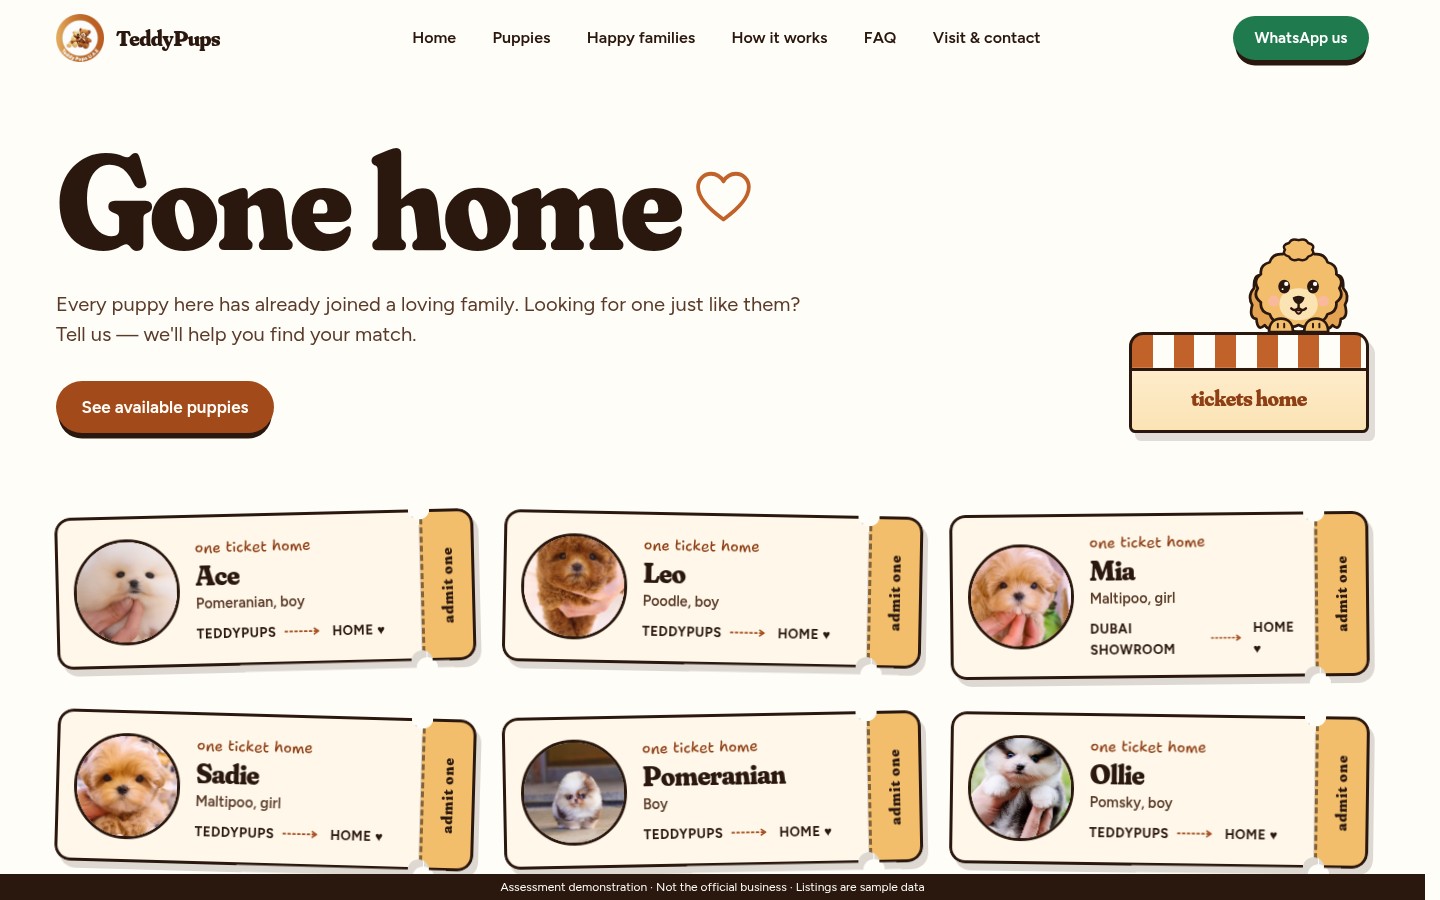 TeddyPups
Home
Puppies
Happy families
How it works
FAQ
Visit & contact
WhatsApp us
Gone home
Every puppy here has already joined a loving family. Looking for one just like them?
Tell us — we'll help you find your match.
See available puppies
tickets home
one ticket home
Ace
Pomeranian, boy
TEDDYPUPS HOME ♥
admit one
one ticket home
Leo
Poodle, boy
TEDDYPUPS HOME ♥
admit one
one ticket home
Mia
Maltipoo, girl
DUBAI
SHOWROOM
HOME
♥
admit one
one ticket home
Sadie
Maltipoo, girl
TEDDYPUPS HOME ♥
admit one
one ticket home
Pomeranian
Boy
TEDDYPUPS HOME ♥
admit one
one ticket home
Ollie
Pomsky, boy
TEDDYPUPS HOME ♥
admit one
Assessment demonstration · Not the official business · Listings are sample data